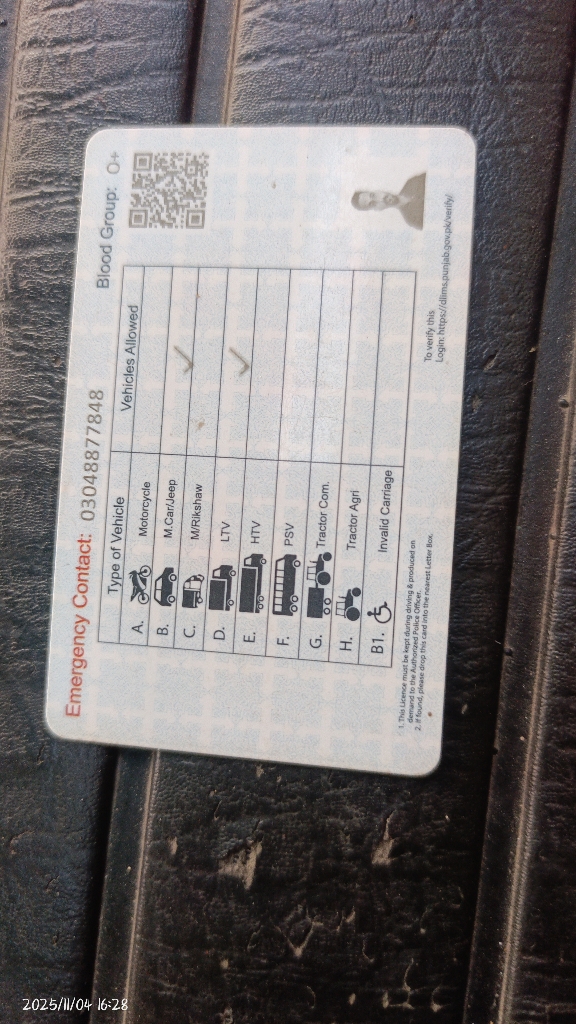 Emergency Contact: 03048877848 Blood Group: O+
Type of Vehicle Vehicles Allowed
A. Motorcycle
B. M.Car/Jeep ✓
C. M/Rikshaw
D. LTV ✓
E. HTV
F. PSV
G. Tractor Com.
H. Tractor Agri
B1. Invalid Carriage
1. This Licence must be kept during driving & produced on
demand to the Authorized Police Officer.
2. If found, please drop this card into the nearest Letter Box.
To verify this
Login: https://dlims.punjab.gov.pk/verify/
2025/11/04 16:28